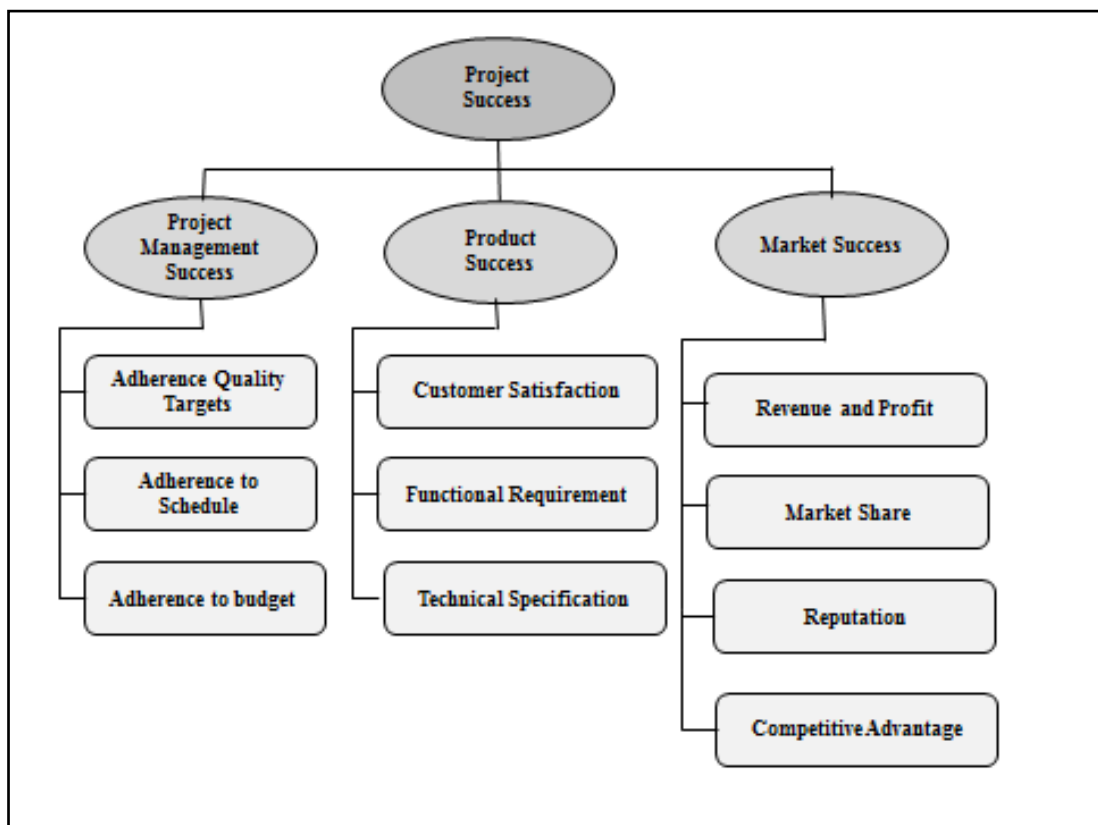 Project
Success
Project
Management
Success
Product
Success
Market Success
Adherence Quality
Targets
Adherence to
Schedule
Adherence to budget
Customer Satisfaction
Functional Requirement
Technical Specification
Revenue and Profit
Market Share
Reputation
Competitive Advantage